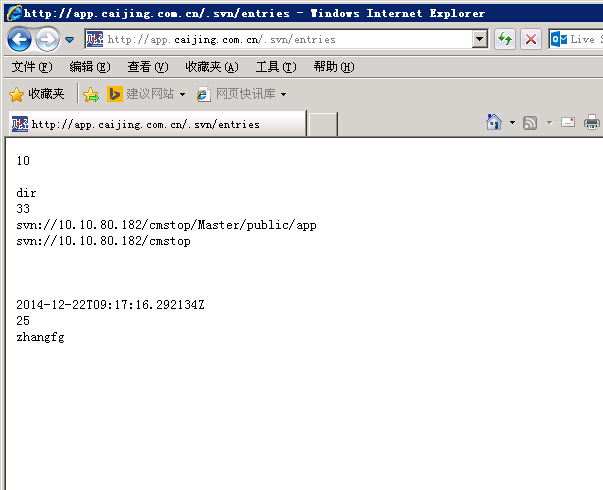 http://app.caijing.com.cn/.svn/entries - Windows Internet Explorer
http://app.caijing.com.cn/.svn/entries
Live S
文件(F) 编辑(E) 查看(V) 收藏夹(A) 工具(T) 帮助(H)
收藏夹 建议网站 网页快讯库
http://app.caijing.com.cn/.svn/entries
10
dir
33
svn://10.10.80.182/cmstop/Master/public/app
svn://10.10.80.182/cmstop
2014-12-22T09:17:16.292134Z
25
zhangfg